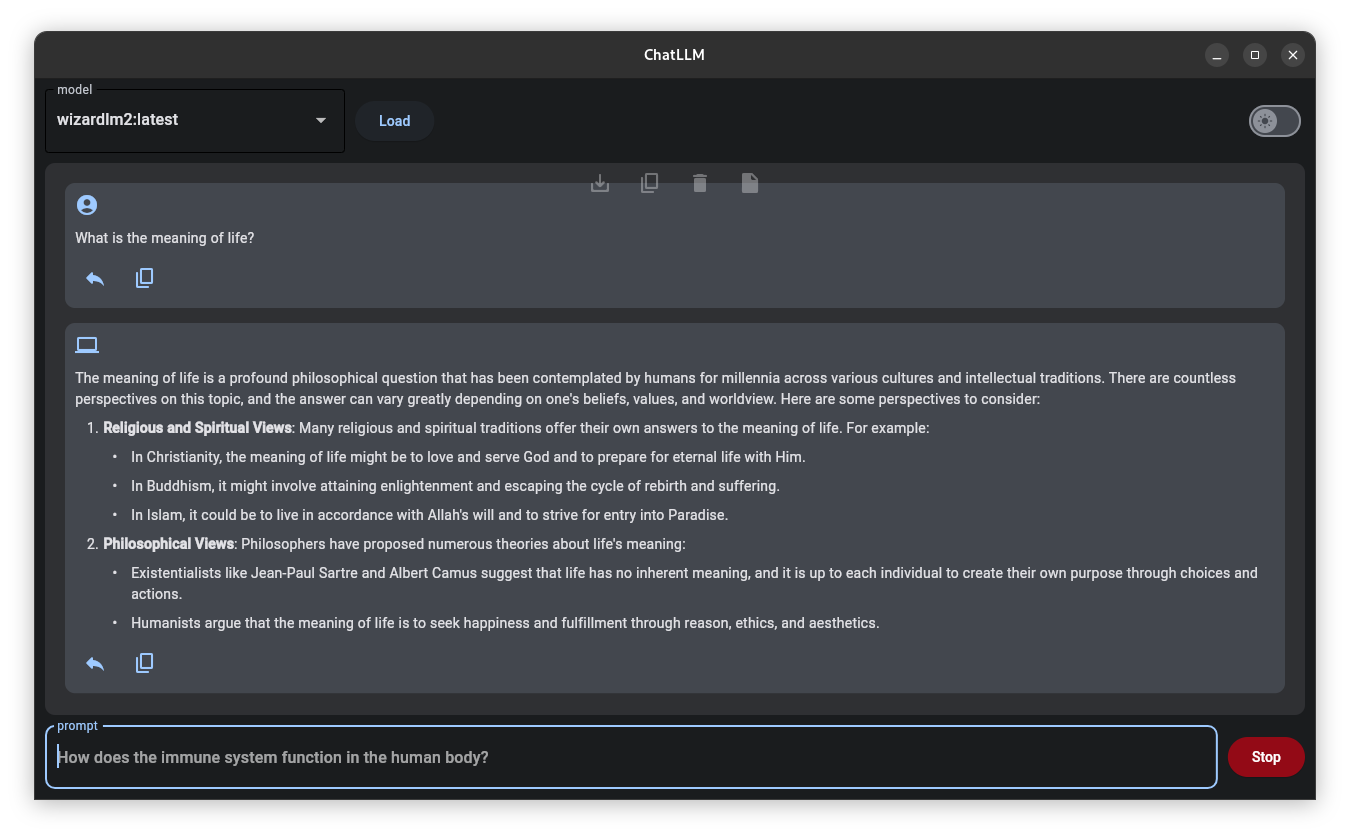 ChatLLM
model
wizardlm2:latest
Load
What is the meaning of life?
The meaning of life is a profound philosophical question that has been contemplated by humans for millennia across various cultures and intellectual traditions. There are countless
perspectives on this topic, and the answer can vary greatly depending on one's beliefs, values, and worldview. Here are some perspectives to consider:
1. Religious and Spiritual Views: Many religious and spiritual traditions offer their own answers to the meaning of life. For example:
• In Christianity, the meaning of life might be to love and serve God and to prepare for eternal life with Him.
• In Buddhism, it might involve attaining enlightenment and escaping the cycle of rebirth and suffering.
• In Islam, it could be to live in accordance with Allah's will and to strive for entry into Paradise.
2. Philosophical Views: Philosophers have proposed numerous theories about life's meaning:
• Existentialists like Jean-Paul Sartre and Albert Camus suggest that life has no inherent meaning, and it is up to each individual to create their own purpose through choices and
actions.
• Humanists argue that the meaning of life is to seek happiness and fulfillment through reason, ethics, and aesthetics.
prompt
How does the immune system function in the human body?
Stop